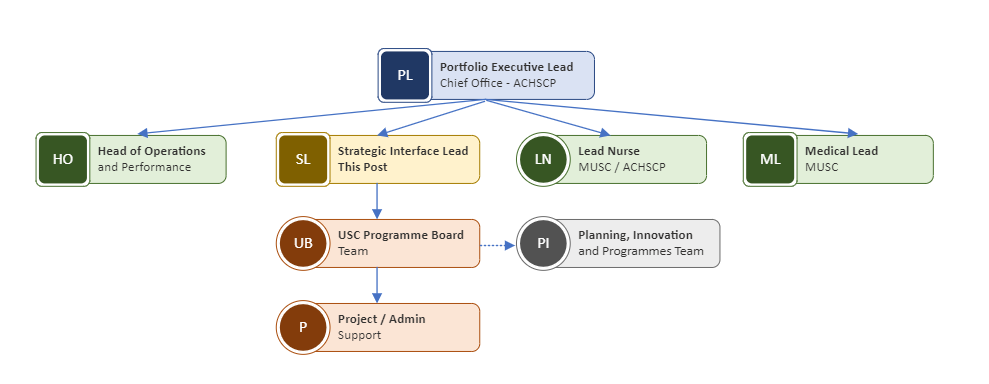 PL
Portfolio Executive Lead
Chief Office - ACHSCP
HO
Head of Operations
and Performance
SL
Strategic Interface Lead
This Post
LN
Lead Nurse
MUSC / ACHSCP
ML
Medical Lead
MUSC
UB
USC Programme Board
Team
PI
Planning, Innovation
and Programmes Team
P
Project / Admin
Support